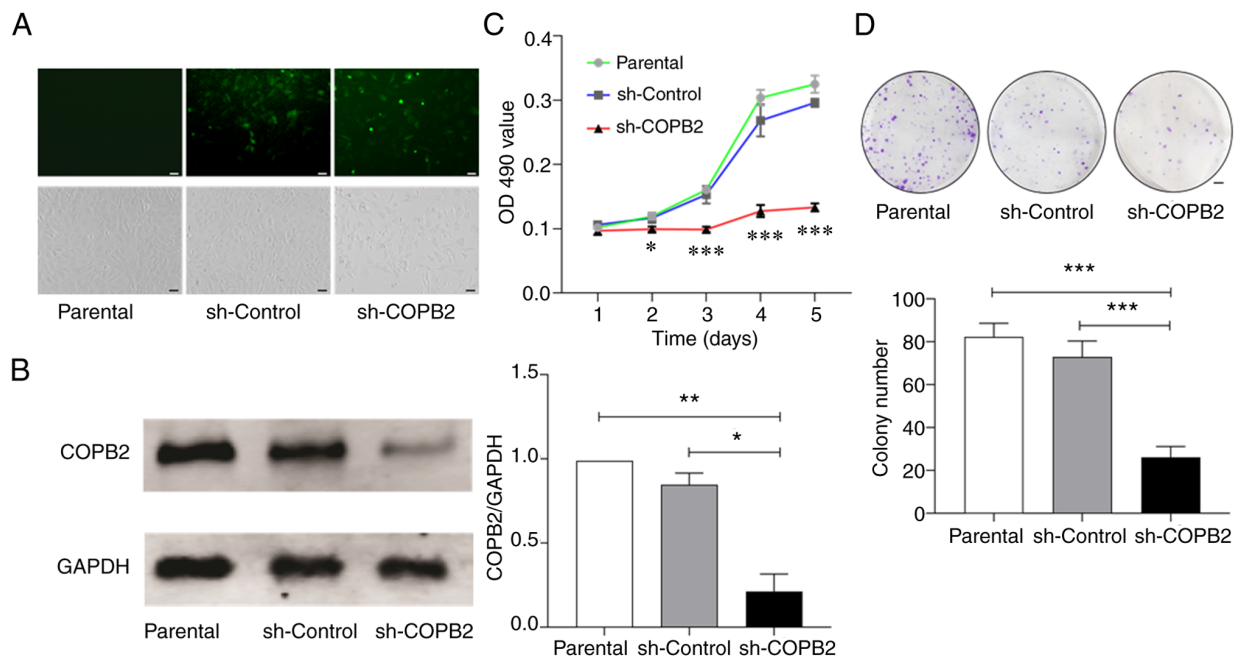 A
Parental
sh-Control
sh-COPB2
B
COPB2
GAPDH
Parental
sh-Control
sh-COPB2
1.5
1.0
0.5
0.0
COPB2/GAPDH
**
*
Parental
sh-Control
sh-COPB2
C
0.4
0.3
0.2
0.1
0.0
OD 490 value
Parental
sh-Control
sh-COPB2
*
***
***
***
1 2 3 4 5
Time (days)
D
Parental
sh-Control
sh-COPB2
***
***
100
80
60
40
20
0
Colony number
Parental
sh-Control
sh-COPB2